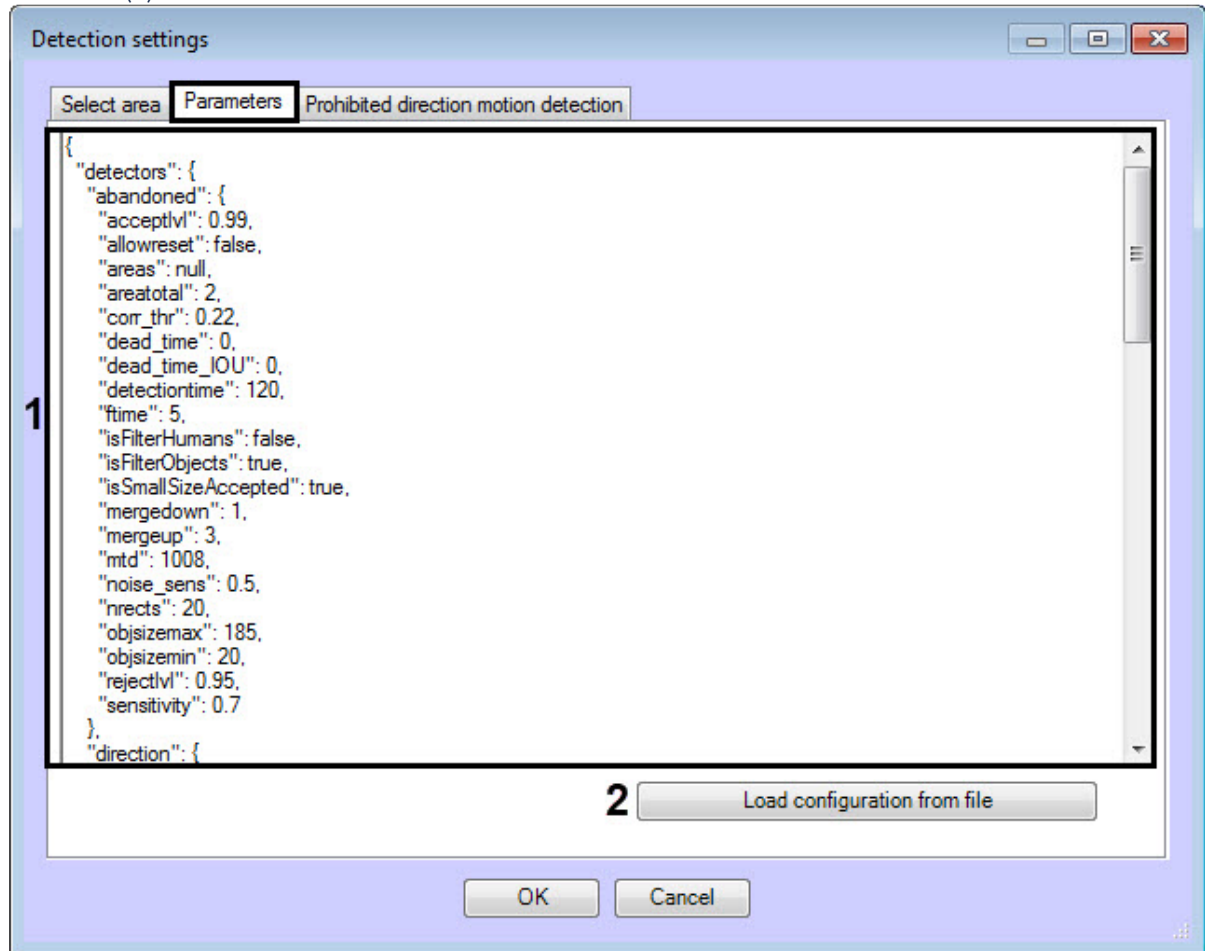 Detection settings
Select area Parameters Prohibited direction motion detection
{
"detectors": {
"abandoned": {
"acceptlvl": 0.99,
"allowreset": false,
"areas": null,
"areatotal": 2,
"corr_thr": 0.22,
"dead_time": 0,
"dead_time_IOU": 0,
"detectiontime": 120,
"ftime": 5,
"isFilterHumans": false,
"isFilterObjects": true,
"isSmallSizeAccepted": true,
"mergedown": 1,
"mergeup": 3,
"mtd": 1008,
"noise_sens": 0.5,
"nrects": 20,
"objsizemax": 185,
"objsizemin": 20,
"rejectlvl": 0.95,
"sensitivity": 0.7
},
"direction": {
1
2 Load configuration from file
OK Cancel